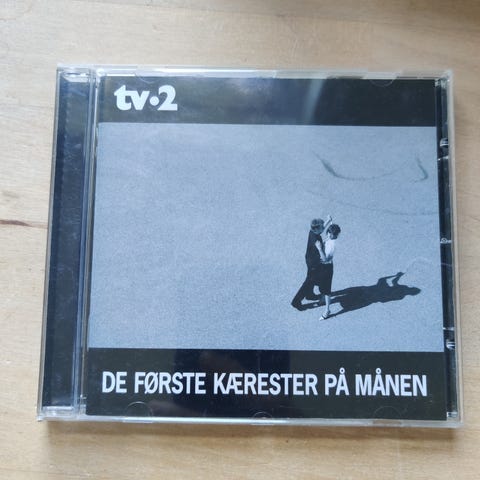 tv·2
DE FØRSTE KÆRESTER PÅ MÅNEN